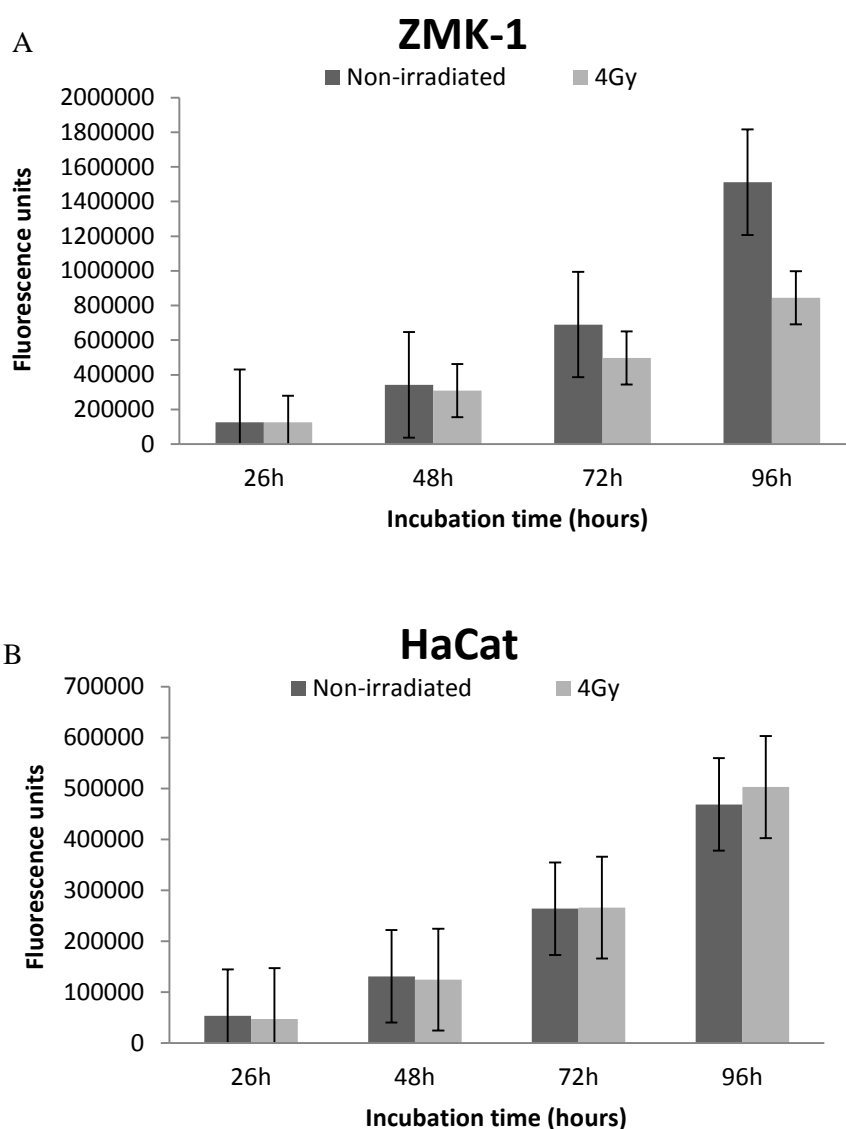 A
ZMK-1
Non-irradiated 4Gy
2000000
1800000
1600000
1400000
1200000
1000000
800000
600000
400000
200000
0
Fluorescence units
26h 48h 72h 96h
Incubation time (hours)
B
HaCat
Non-irradiated 4Gy
700000
600000
500000
400000
300000
200000
100000
0
Fluorescence units
26h 48h 72h 96h
Incubation time (hours)